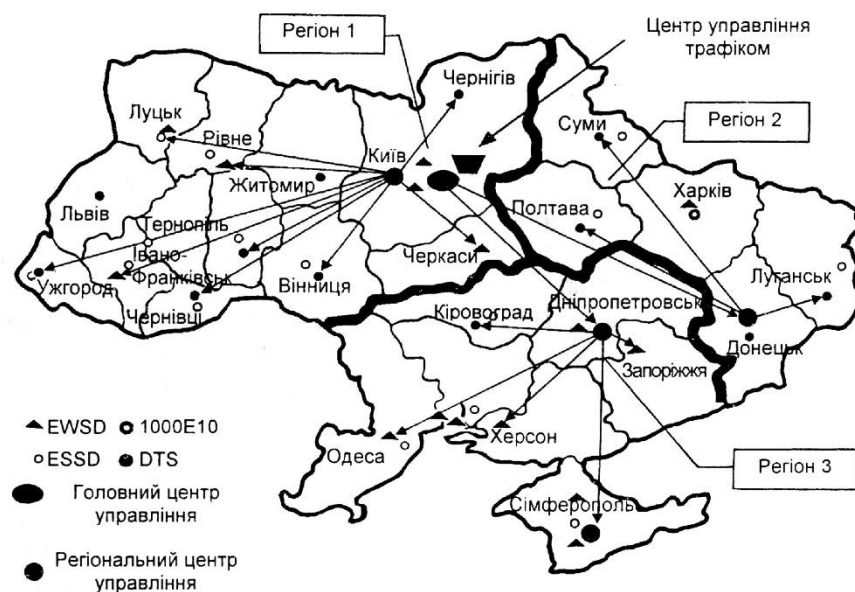 Регіон 1
Центр управління
трафіком
Чернігів
Луцьк
Рівне
Київ
Суми
Регіон 2
Житомир
Харків
Львів
Полтава
Тернопіль
Івано-
Франківськ
Черкаси
Ужгород
Вінниця
Луганськ
Чернівці
Кіровоград
Дніпропетровськ
Донецьк
Запоріжжя
EWSD
1000E10
ESSD
DTS
Одеса
Херсон
Регіон 3
Головний центр
управління
Сімферополь
Регіональний центр
управління